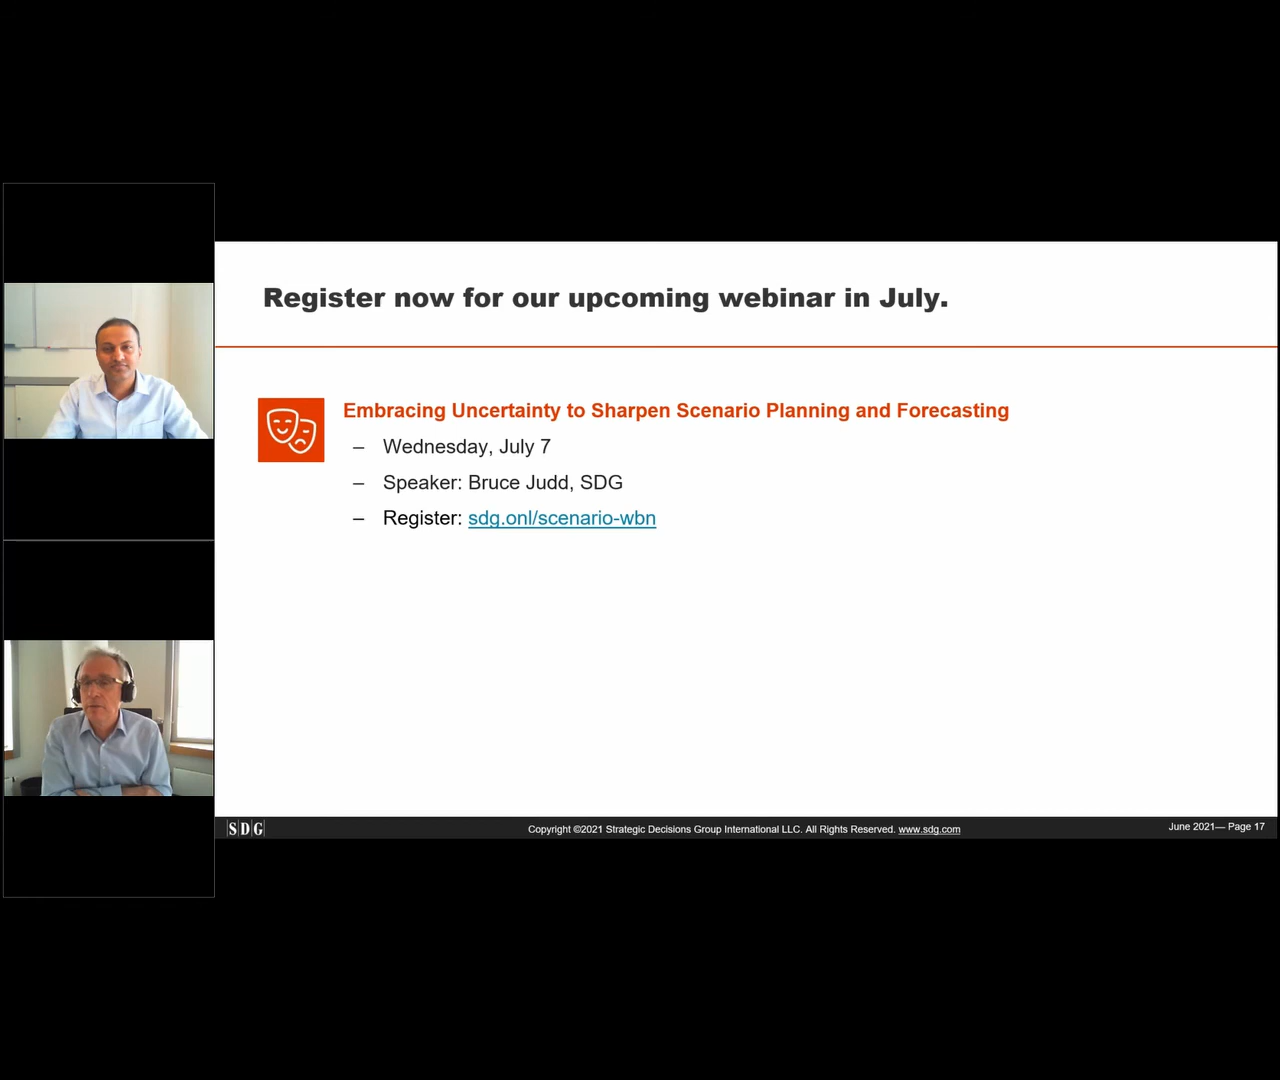 Register now for our upcoming webinar in July.
Embracing Uncertainty to Sharpen Scenario Planning and Forecasting
– Wednesday, July 7
– Speaker: Bruce Judd, SDG
– Register: sdg.onl/scenario-wbn
SDG
Copyright ©2021 Strategic Decisions Group International LLC. All Rights Reserved. www.sdg.com
June 2021— Page 17